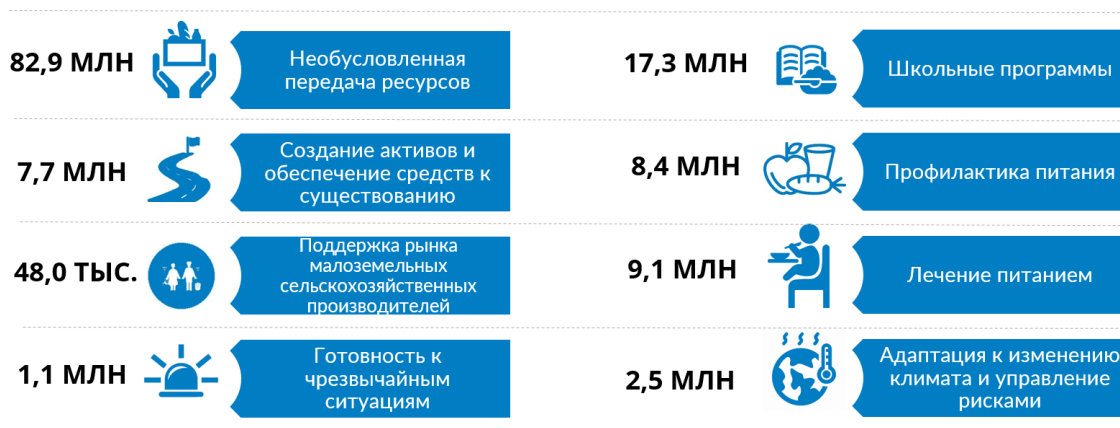 82,9 МЛН
Необусловленная
передача ресурсов
17,3 МЛН
Школьные программы
7,7 МЛН
Создание активов и
обеспечение средств к
существованию
8,4 МЛН
Профилактика питания
48,0 ТЫС.
Поддержка рынка
малоземельных
сельскохозяйственных
производителей
9,1 МЛН
Лечение питанием
1,1 МЛН
Готовность к
чрезвычайным
ситуациям
2,5 МЛН
Адаптация к изменению
климата и управление
рисками